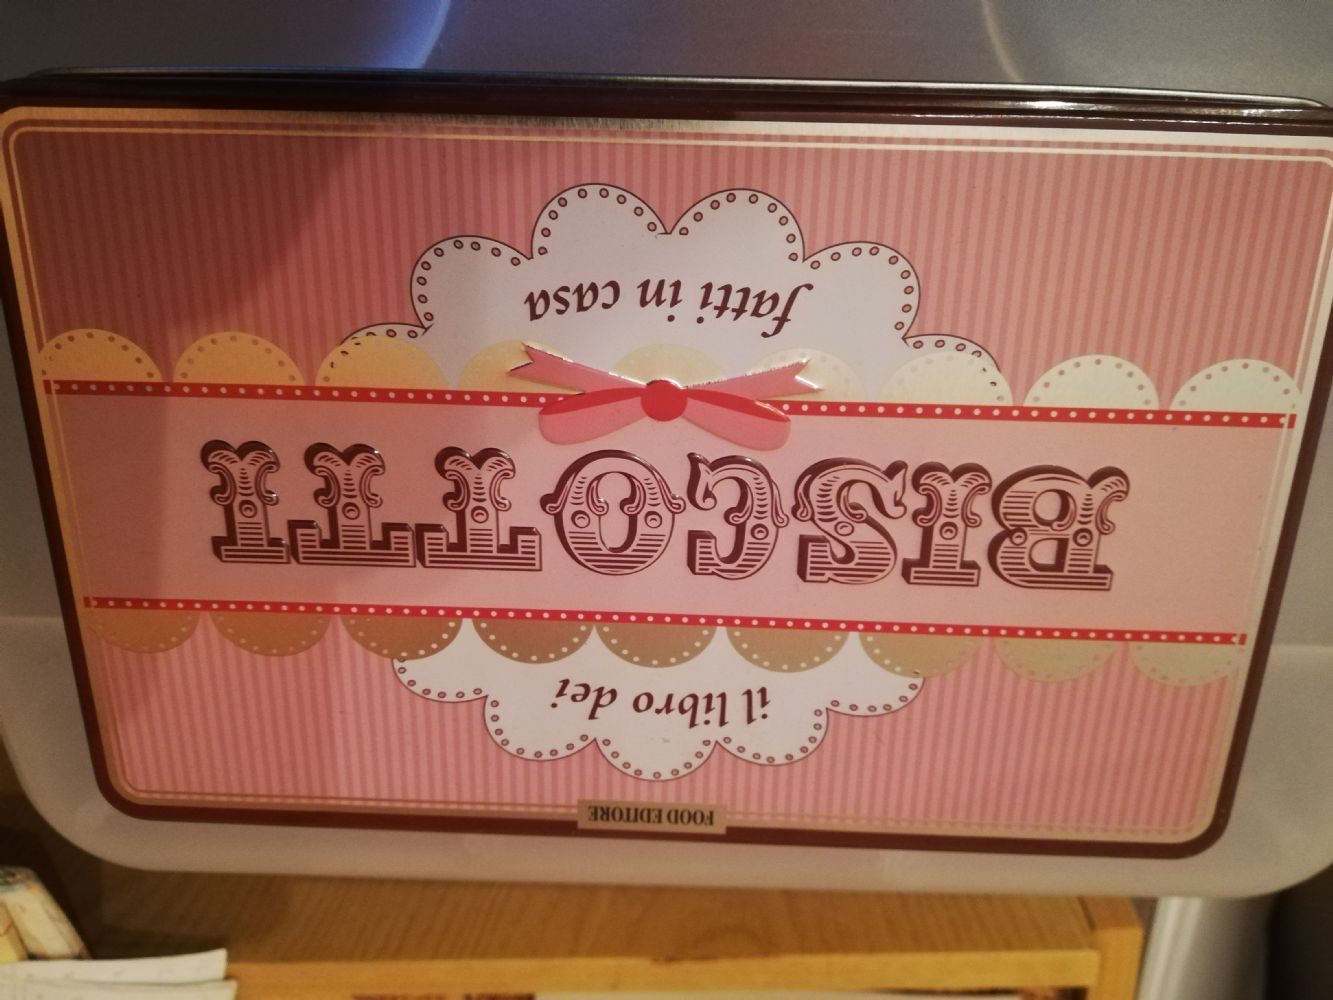 FOOD EDITORE
il libro dei
BISCOTTI
fatti in casa